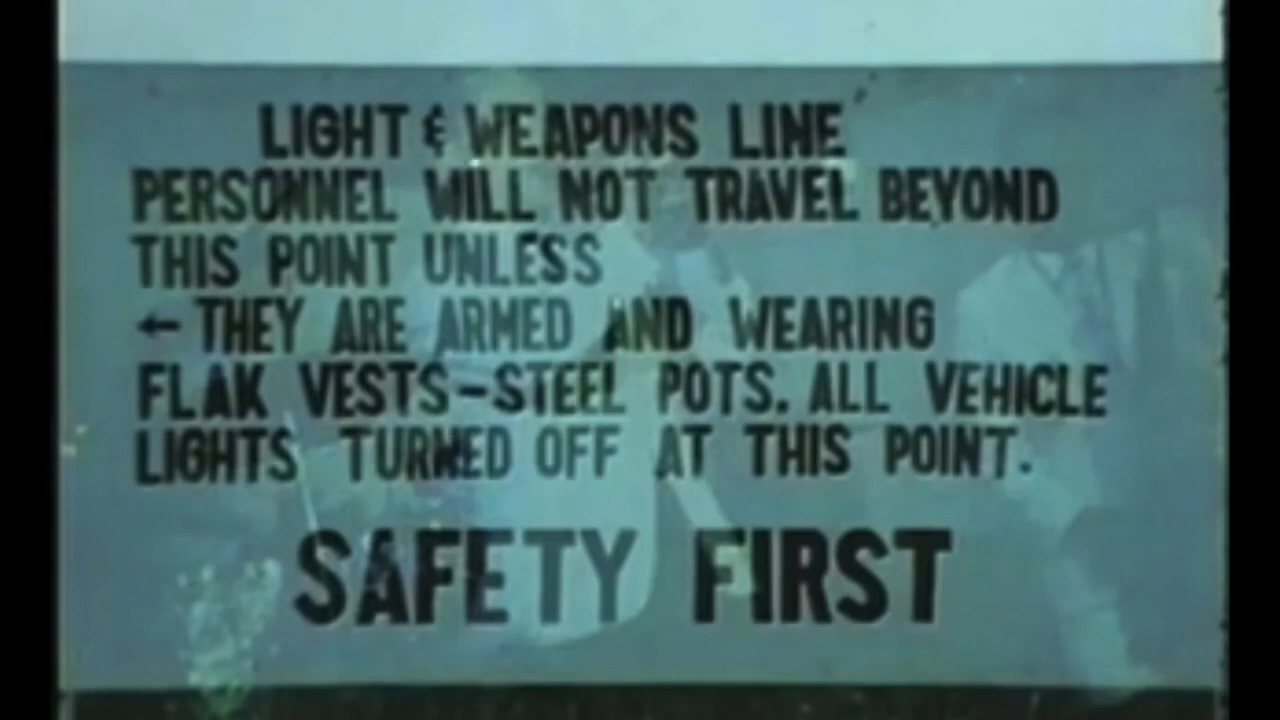 LIGHT & WEAPONS LINE
PERSONNEL WILL NOT TRAVEL BEYOND
THIS POINT UNLESS
← THEY ARE ARMED AND WEARING
FLAK VESTS-STEEL POTS. ALL VEHICLE
LIGHTS TURNED OFF AT THIS POINT.
SAFETY FIRST